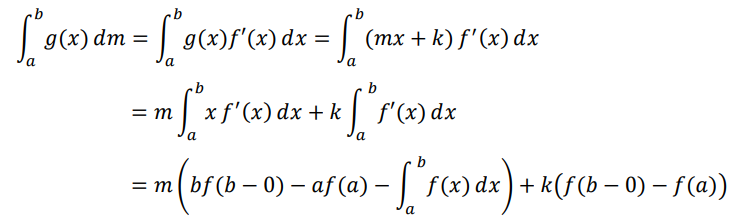 ∫_a^b g(x) dm = ∫_a^b g(x)f′(x) dx = ∫_a^b (mx + k) f′(x) dx
= m ∫_a^b x f′(x) dx + k ∫_a^b f′(x) dx
= m (bf(b − 0) − af(a) − ∫_a^b f(x) dx) + k(f(b − 0) − f(a))